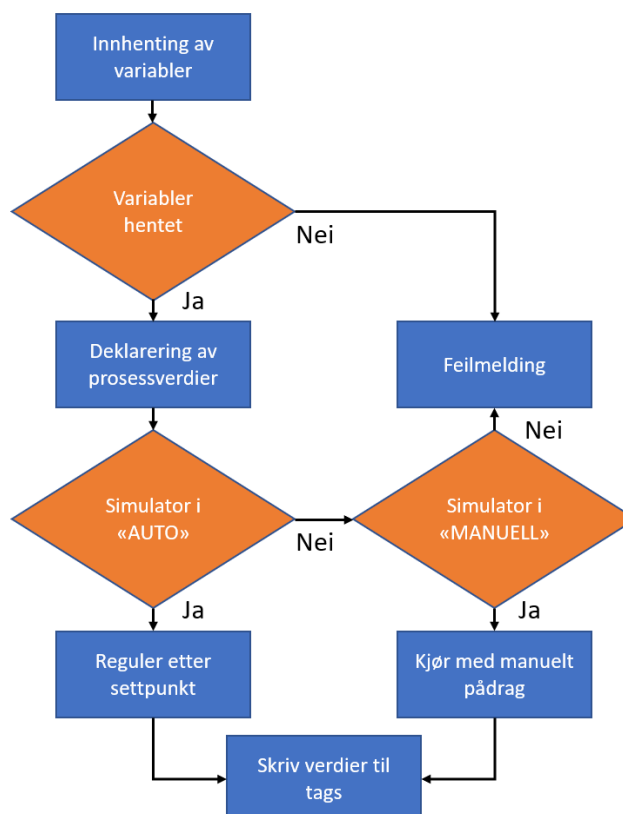 Innhenting av
variabler
Variabler
hentet
Nei
Ja
Deklarering av
prosessverdier
Feilmelding
Nei
Simulator i
«AUTO»
Nei
Simulator i
«MANUELL»
Ja
Ja
Reguler etter
settpunkt
Kjør med manuelt
pådrag
Skriv verdier til
tags